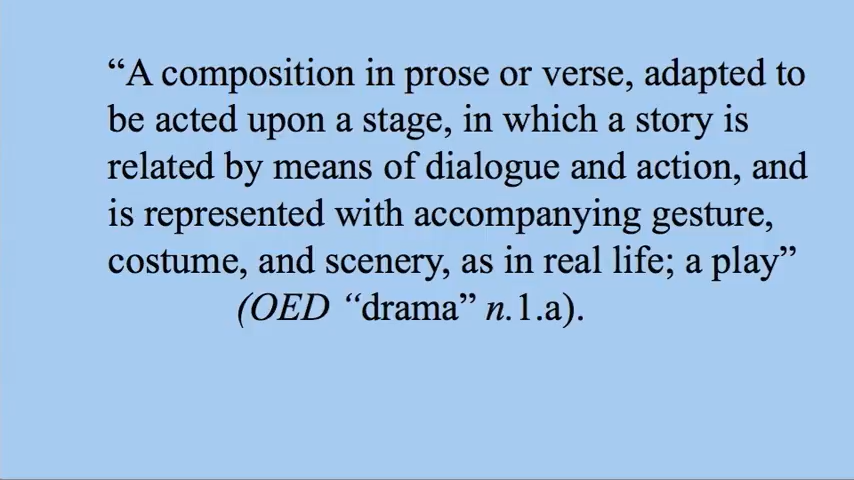 “A composition in prose or verse, adapted to
be acted upon a stage, in which a story is
related by means of dialogue and action, and
is represented with accompanying gesture,
costume, and scenery, as in real life; a play”
(OED “drama” n.1.a).